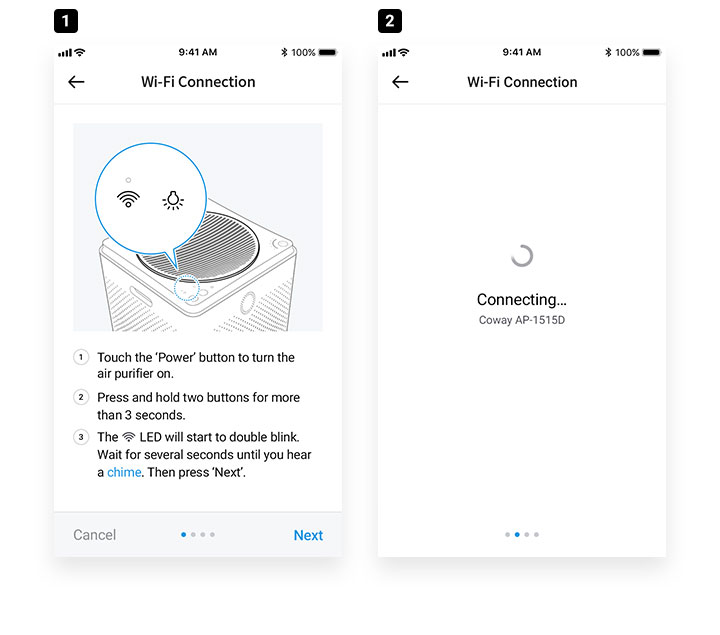 1
9:41 AM
100%
Wi-Fi Connection
1 Touch the ‘Power’ button to turn the
air purifier on.
2 Press and hold two buttons for more
than 3 seconds.
3 The LED will start to double blink.
Wait for several seconds until you hear
a chime. Then press ‘Next’.
Cancel
Next
2
9:41 AM
100%
Wi-Fi Connection
Connecting...
Coway AP-1515D